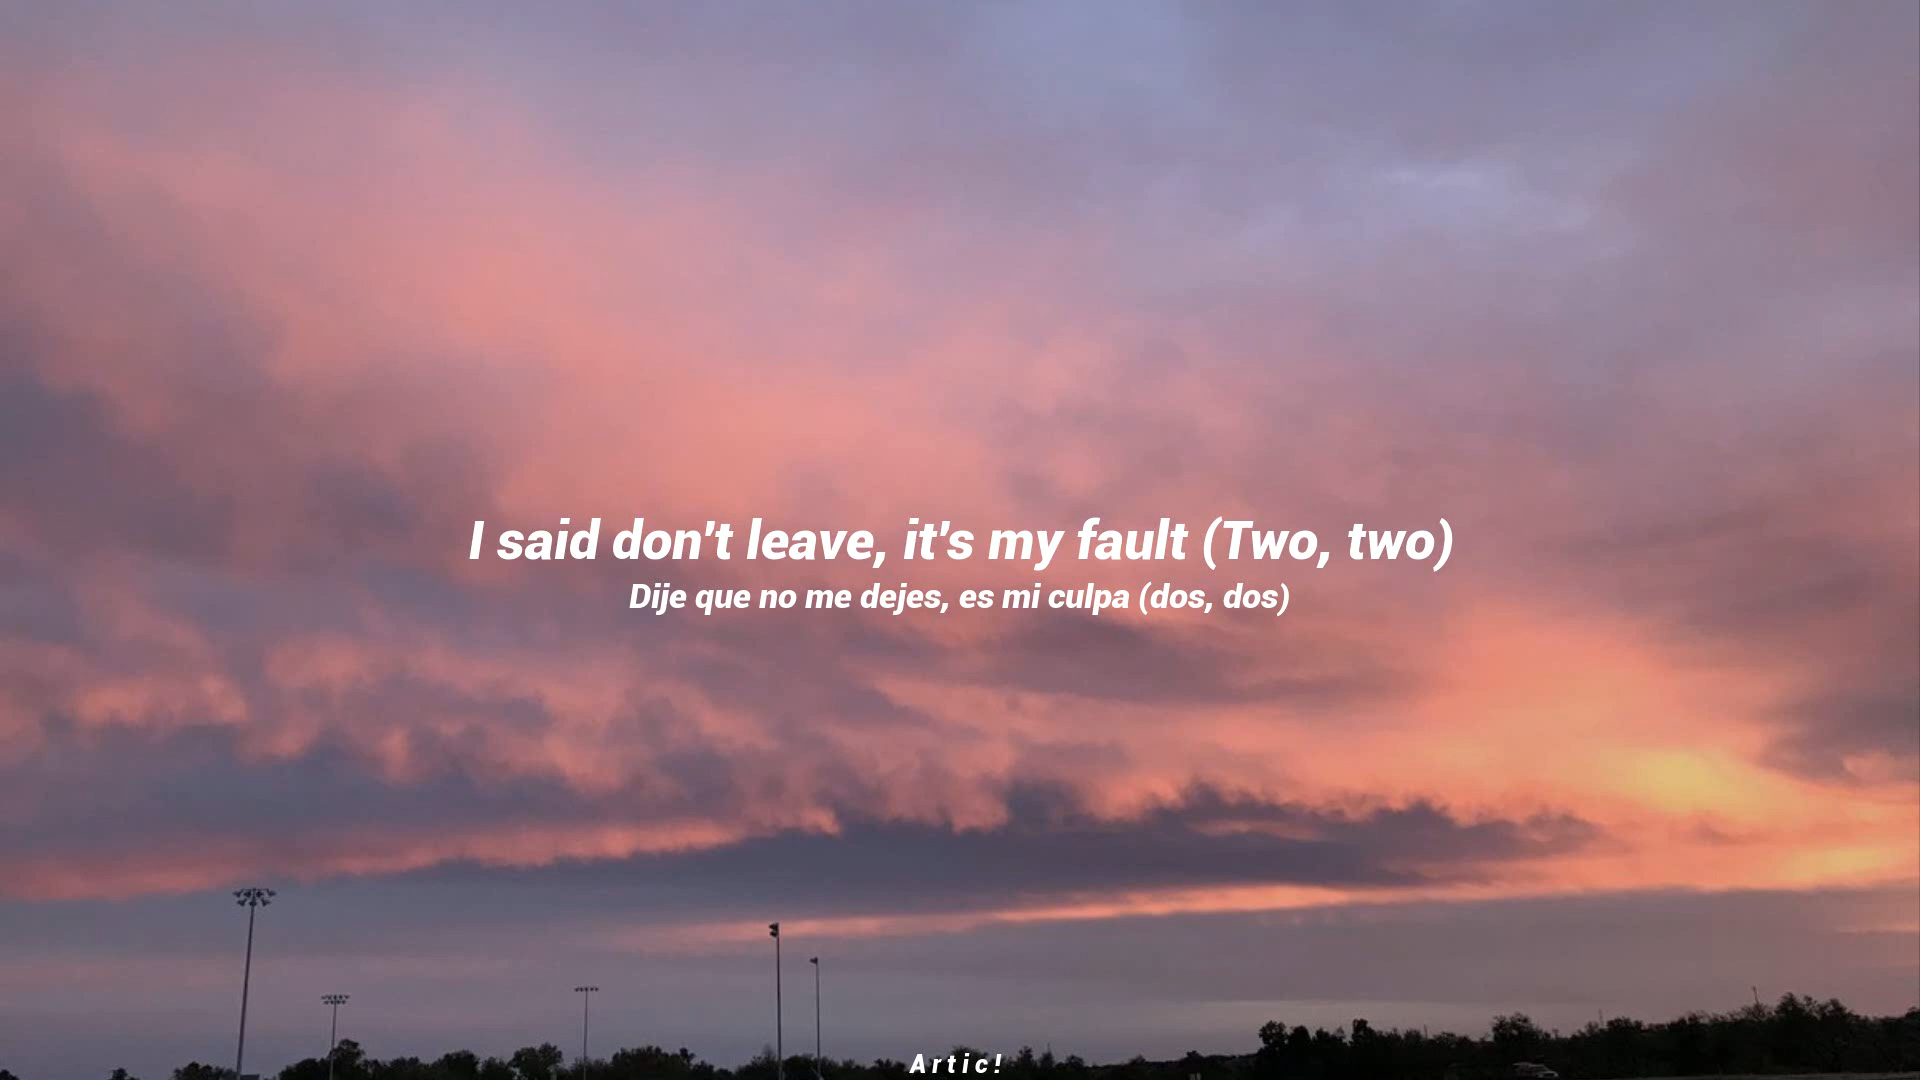 I said don't leave, it's my fault (Two, two)
Dije que no me dejes, es mi culpa (dos, dos)
Artic!